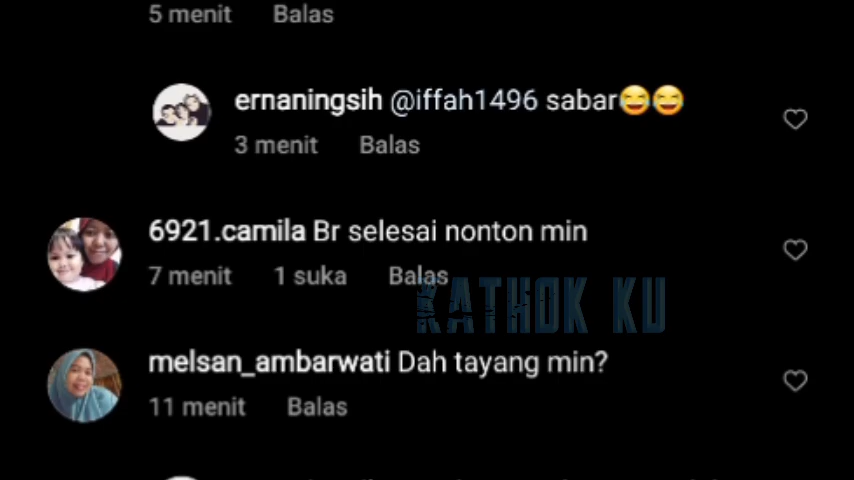 5 menit Balas
ernaningsih @iffah1496 sabar😂😂
3 menit Balas
6921.camila Br selesai nonton min
7 menit 1 suka Balas
KATHOK KU
melsan_ambarwati Dah tayang min?
11 menit Balas